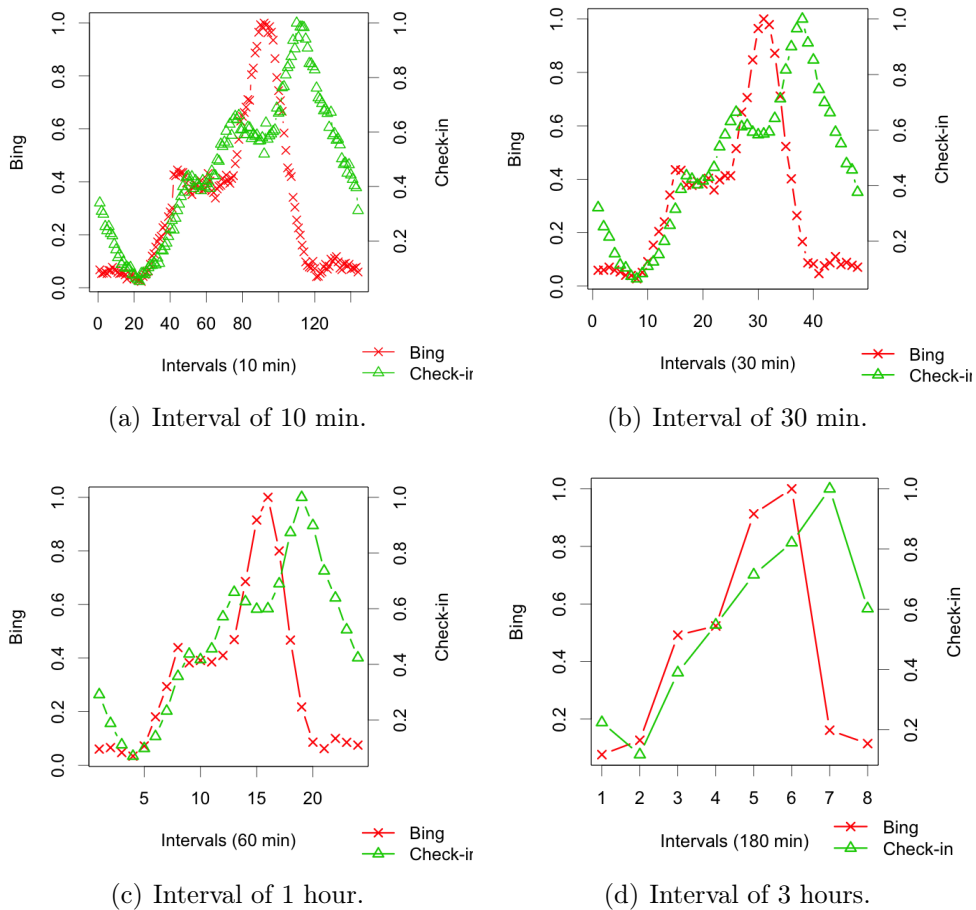 Bing
0.0 0.2 0.4 0.6 0.8 1.0
0.2 0.4 0.6 0.8 1.0
Check-in
0 20 40 60 80 120
Intervals (10 min)
Bing
Check-in
(a) Interval of 10 min.
Bing
0.0 0.2 0.4 0.6 0.8 1.0
0.2 0.4 0.6 0.8 1.0
Check-in
0 10 20 30 40
Intervals (30 min)
Bing
Check-in
(b) Interval of 30 min.
Bing
0.0 0.2 0.4 0.6 0.8 1.0
0.2 0.4 0.6 0.8 1.0
Check-in
5 10 15 20
Intervals (60 min)
Bing
Check-in
(c) Interval of 1 hour.
Bing
0.2 0.4 0.6 0.8 1.0
0.2 0.4 0.6 0.8 1.0
Check-in
1 2 3 4 5 6 7 8
Intervals (180 min)
Bing
Check-in
(d) Interval of 3 hours.